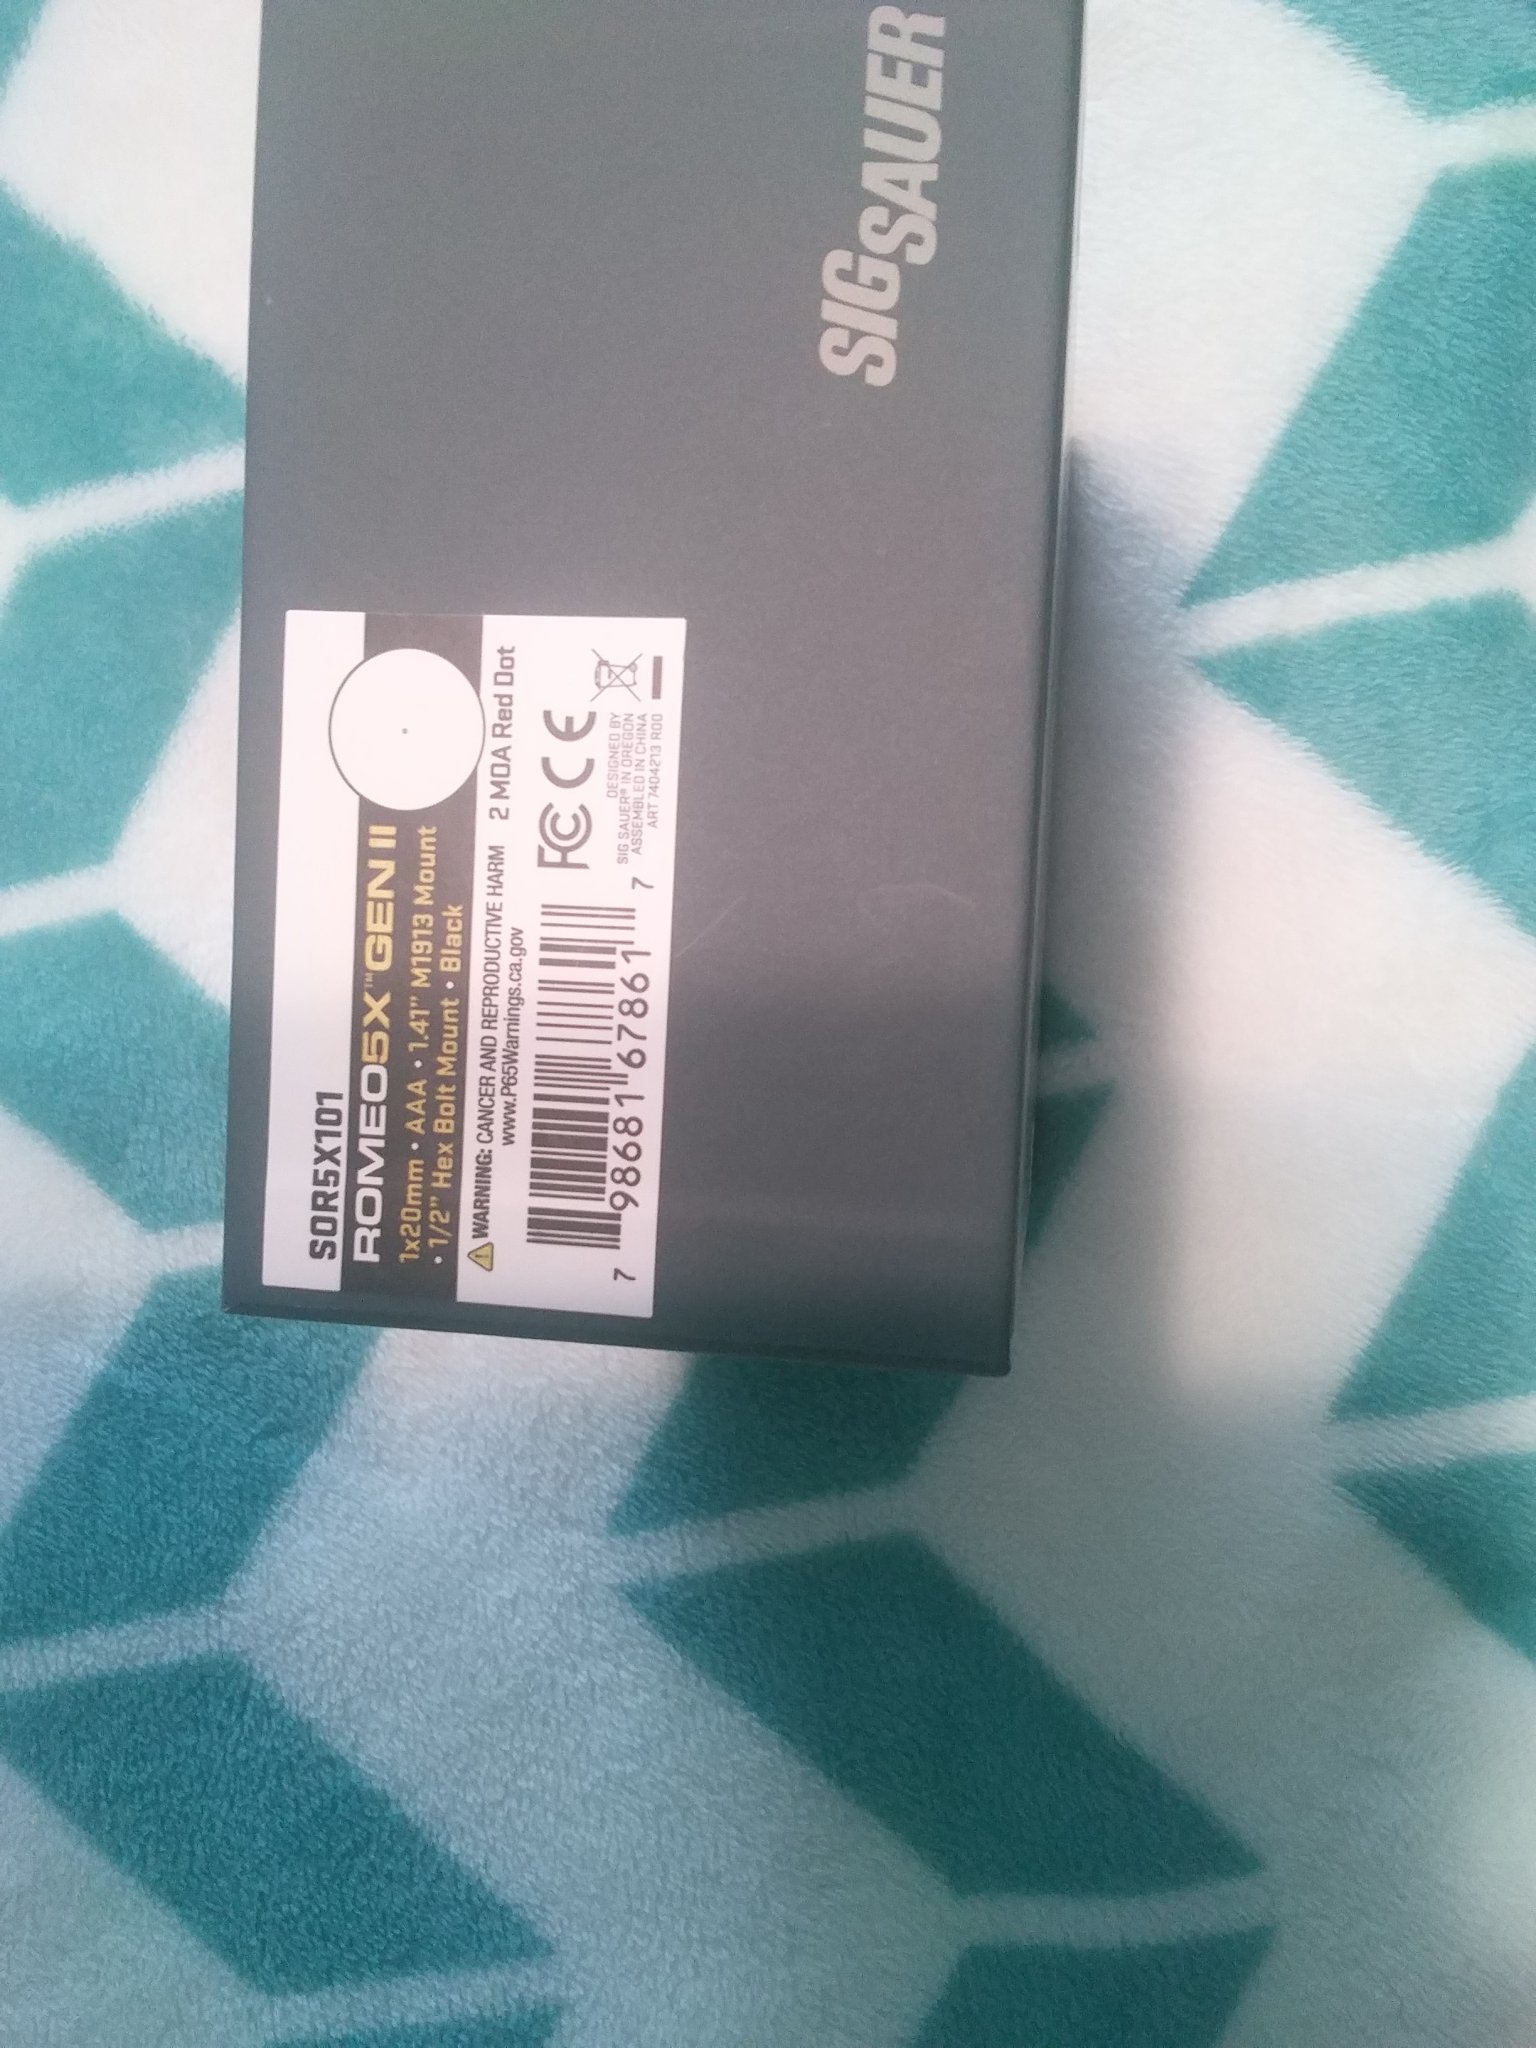 SIG SAUER
SOR5X101
ROMEO5X™ GEN II
1x20mm • AAA • 1.41" M1913 Mount
• 1/2" Hex Bolt Mount • Black
WARNING: CANCER AND REPRODUCTIVE HARM
www.P65Warnings.ca.gov
2 MOA Red Dot
7 98681 67861 7
FC CE
DESIGNED BY
SIG SAUER® IN OREGON
ASSEMBLED IN CHINA
ART 7404213 R00